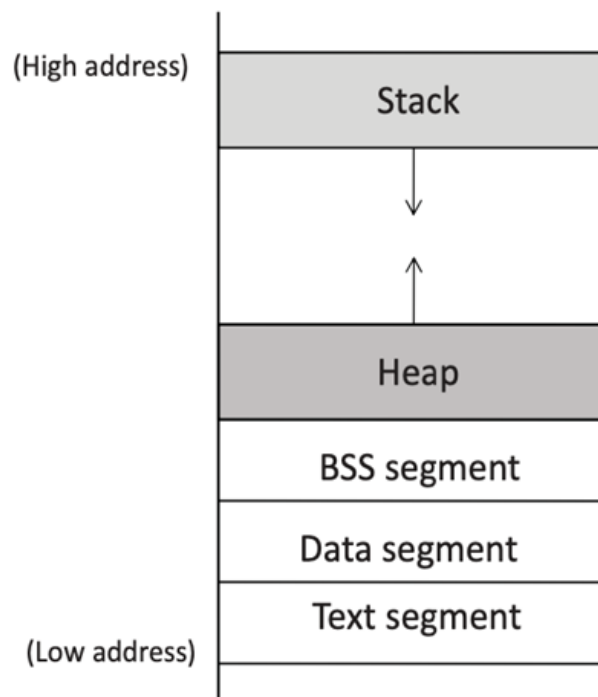 (High address)
Stack
Heap
BSS segment
Data segment
Text segment
(Low address)